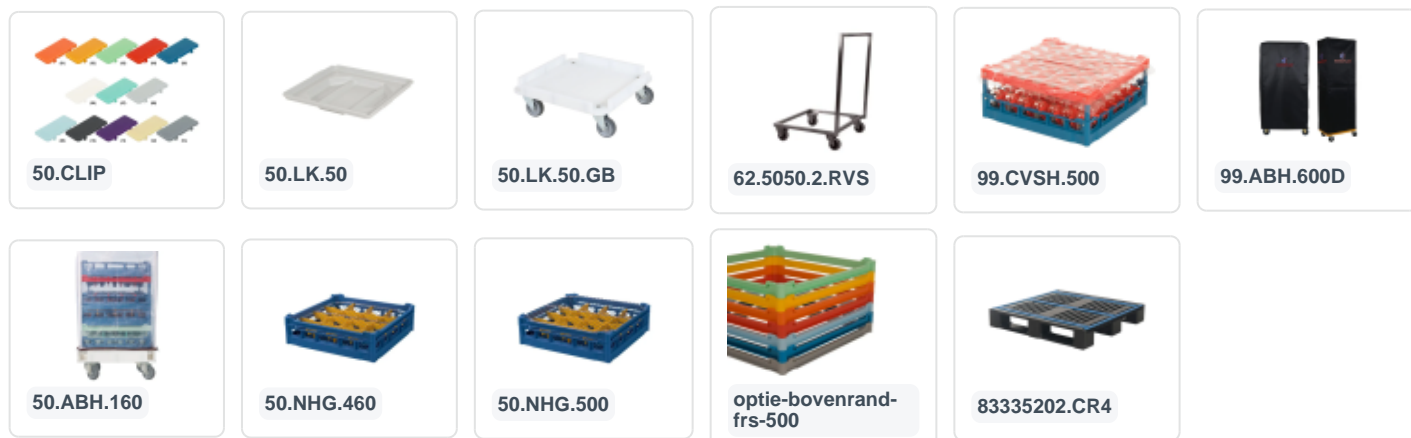 50.CLIP
50.LK.50
50.LK.50.GB
62.5050.2.RVS
99.CVSH.500
99.ABH.600D
50.ABH.160
50.NHG.460
50.NHG.500
optie-bovenrand-
frs-500
83335202.CR4